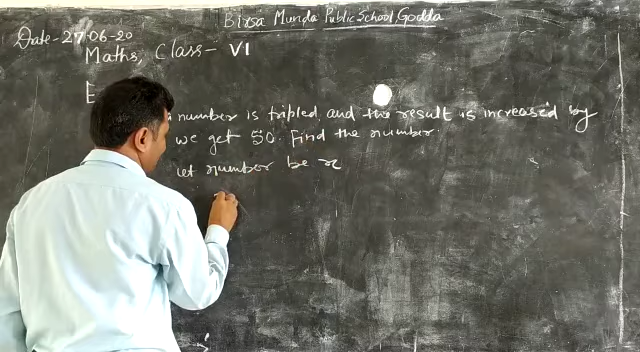 Birsa Munda Public School, Godda
Date - 27-06-20
Maths, Class - VI
E
number is tripled and the result is increased by
we get 50. Find the number.
et number be x